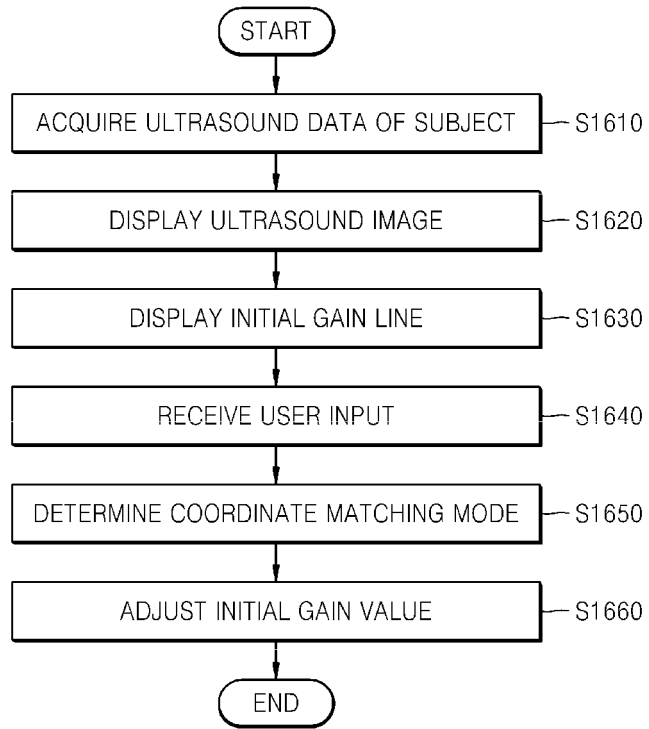 START
ACQUIRE ULTRASOUND DATA OF SUBJECT S1610
DISPLAY ULTRASOUND IMAGE S1620
DISPLAY INITIAL GAIN LINE S1630
RECEIVE USER INPUT S1640
DETERMINE COORDINATE MATCHING MODE S1650
ADJUST INITIAL GAIN VALUE S1660
END